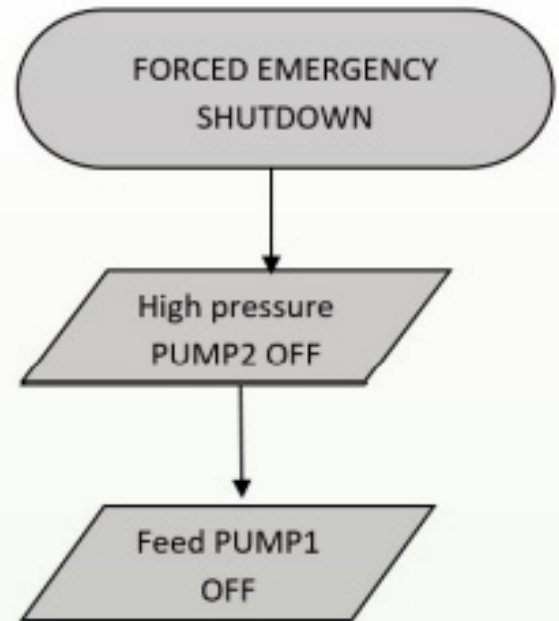 FORCED EMERGENCY
SHUTDOWN
High pressure
PUMP2 OFF
Feed PUMP1
OFF